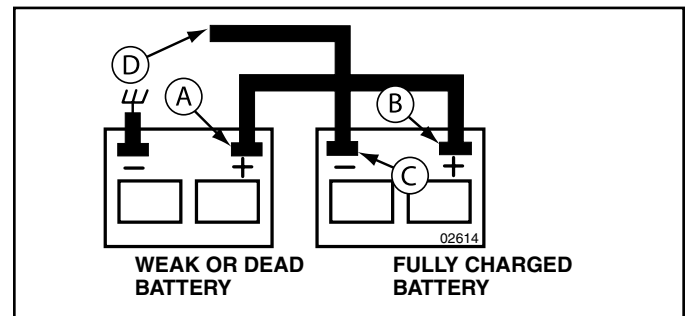 D
A
B
− + − +
C
02614
WEAK OR DEAD
BATTERY
FULLY CHARGED
BATTERY